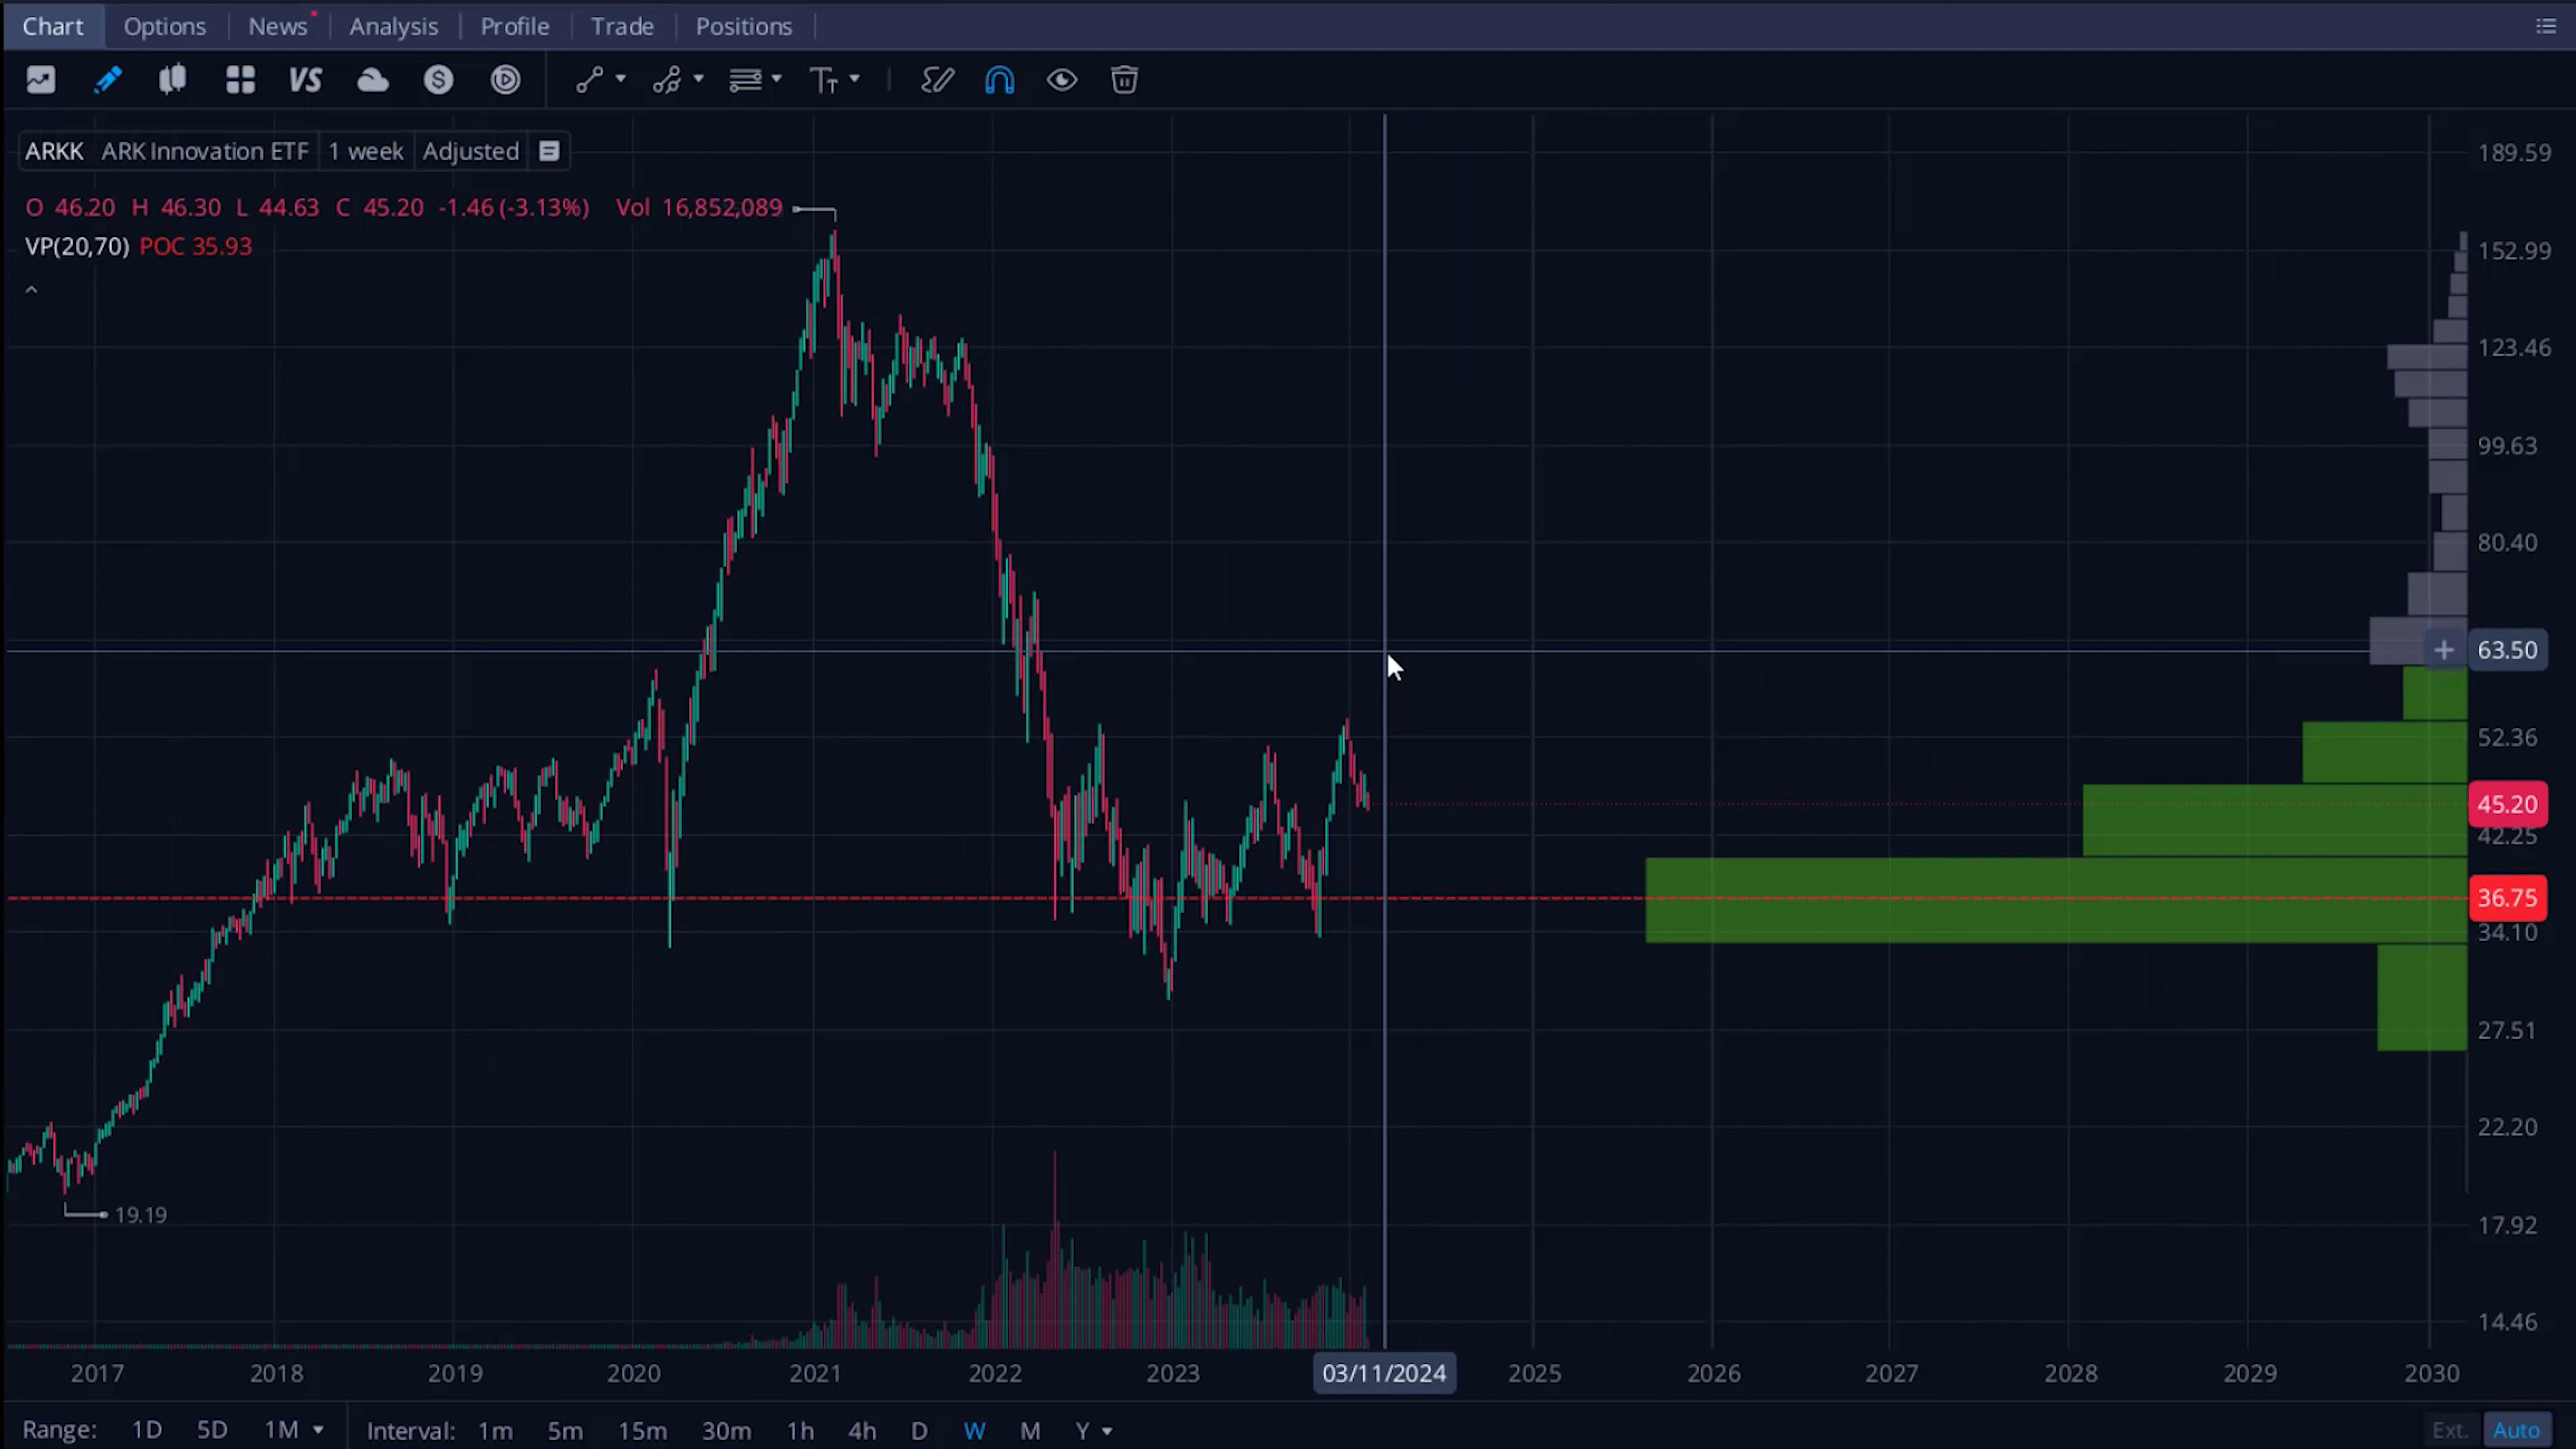 Chart Options News Analysis Profile Trade Positions
VS Tт
ARKK ARK Innovation ETF 1 week Adjusted
O 46.20 H 46.30 L 44.63 C 45.20 -1.46 (-3.13%) Vol 16,852,089
VP(20,70) POC 35.93
189.59
152.99
123.46
99.63
80.40
63.50
52.36
45.20
42.25
36.75
34.10
27.51
22.20
19.19
17.92
14.46
2017 2018 2019 2020 2021 2022 2023 03/11/2024 2025 2026 2027 2028 2029 2030
Range: 1D 5D 1M Interval: 1m 5m 15m 30m 1h 4h D W M Y Ext. Auto